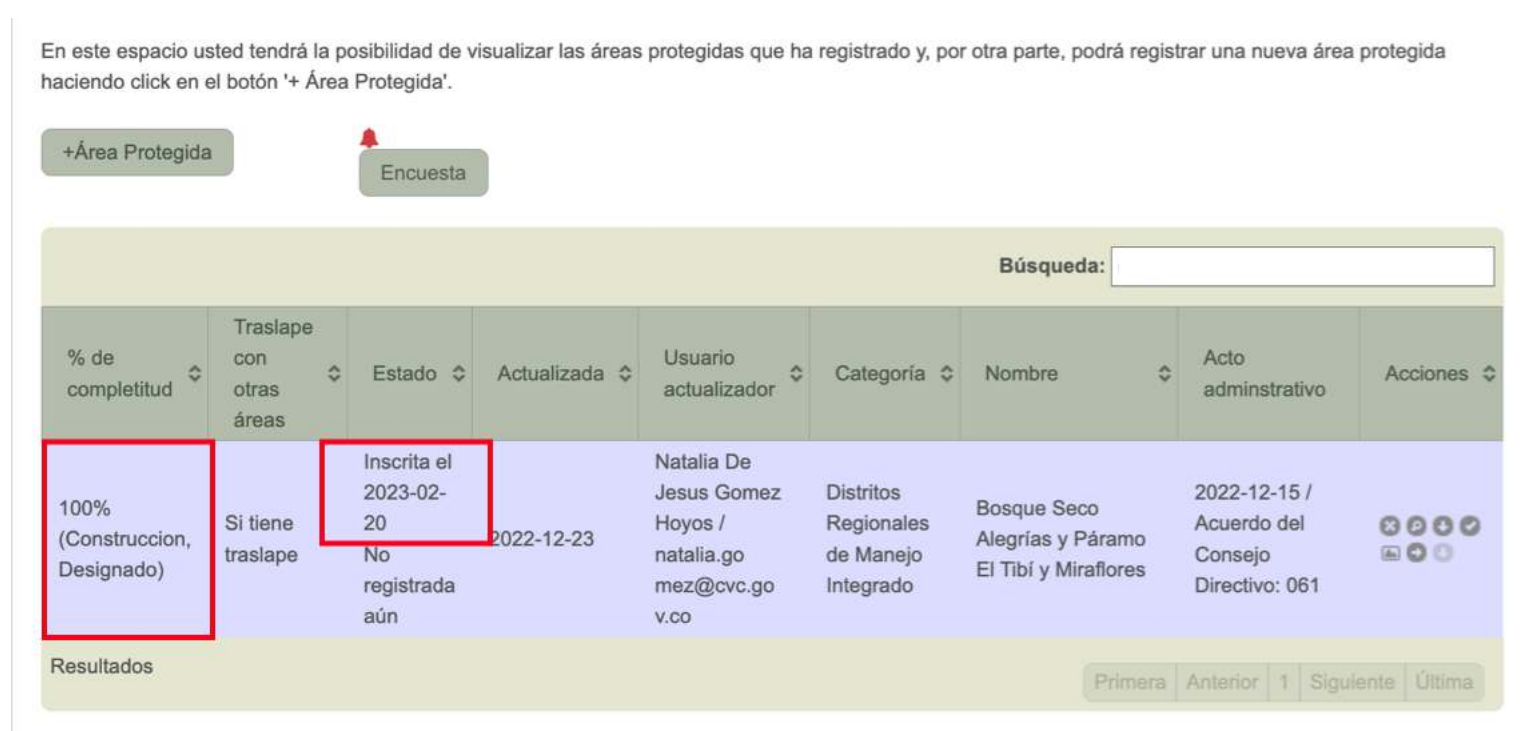 En este espacio usted tendrá la posibilidad de visualizar las áreas protegidas que ha registrado y, por otra parte, podrá registrar una nueva área protegida
haciendo click en el botón '+ Área Protegida'.
+Área Protegida
Encuesta
Búsqueda:
% de
completitud
Traslape
con
otras
áreas
Estado
Actualizada
Usuario
actualizador
Categoría
Nombre
Acto
adminstrativo
Acciones
100%
(Construccion,
Designado)
Si tiene
traslape
Inscrita el
2023-02-
20
No
registrada
aún
2022-12-23
Natalia De
Jesus Gomez
Hoyos /
natalia.go
mez@cvc.go
v.co
Distritos
Regionales
de Manejo
Integrado
Bosque Seco
Alegrías y Páramo
El Tibí y Miraflores
2022-12-15 /
Acuerdo del
Consejo
Directivo: 061
Resultados
Primera Anterior 1 Siguiente Última